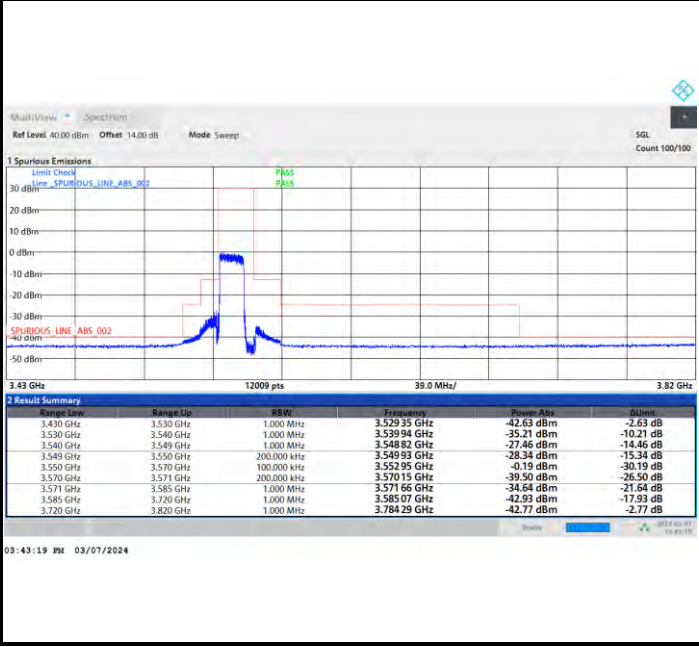 MultiView Spectrum
Ref Level 40.00 dBm Offset 14.00 dB Mode Sweep SGL
Count 100/100
1 Spurious Emissions
Limit Check PASS
Line _SPURIOUS_LINE_ABS_002 PASS
30 dBm
20 dBm
10 dBm
0 dBm
-10 dBm
-20 dBm
-30 dBm
SPURIOUS_LINE_ABS_002
-40 dBm
-50 dBm
3.43 GHz 12009 pts 39.0 MHz/ 3.82 GHz
2 Result Summary
Range Low Range Up RBW Frequency Power Abs ΔLimit
3.430 GHz 3.530 GHz 1.000 MHz 3.529 35 GHz -42.63 dBm -2.63 dB
3.530 GHz 3.540 GHz 1.000 MHz 3.539 94 GHz -35.21 dBm -10.21 dB
3.540 GHz 3.549 GHz 1.000 MHz 3.548 82 GHz -27.46 dBm -14.46 dB
3.549 GHz 3.550 GHz 200.000 kHz 3.549 93 GHz -28.34 dBm -15.34 dB
3.550 GHz 3.570 GHz 100.000 kHz 3.552 95 GHz -0.19 dBm -30.19 dB
3.570 GHz 3.571 GHz 200.000 kHz 3.570 15 GHz -39.50 dBm -26.50 dB
3.571 GHz 3.585 GHz 1.000 MHz 3.571 66 GHz -34.64 dBm -21.64 dB
3.585 GHz 3.720 GHz 1.000 MHz 3.585 07 GHz -42.93 dBm -17.93 dB
3.720 GHz 3.820 GHz 1.000 MHz 3.784 29 GHz -42.77 dBm -2.77 dB
Ready
03:43:19 PM 03/07/2024